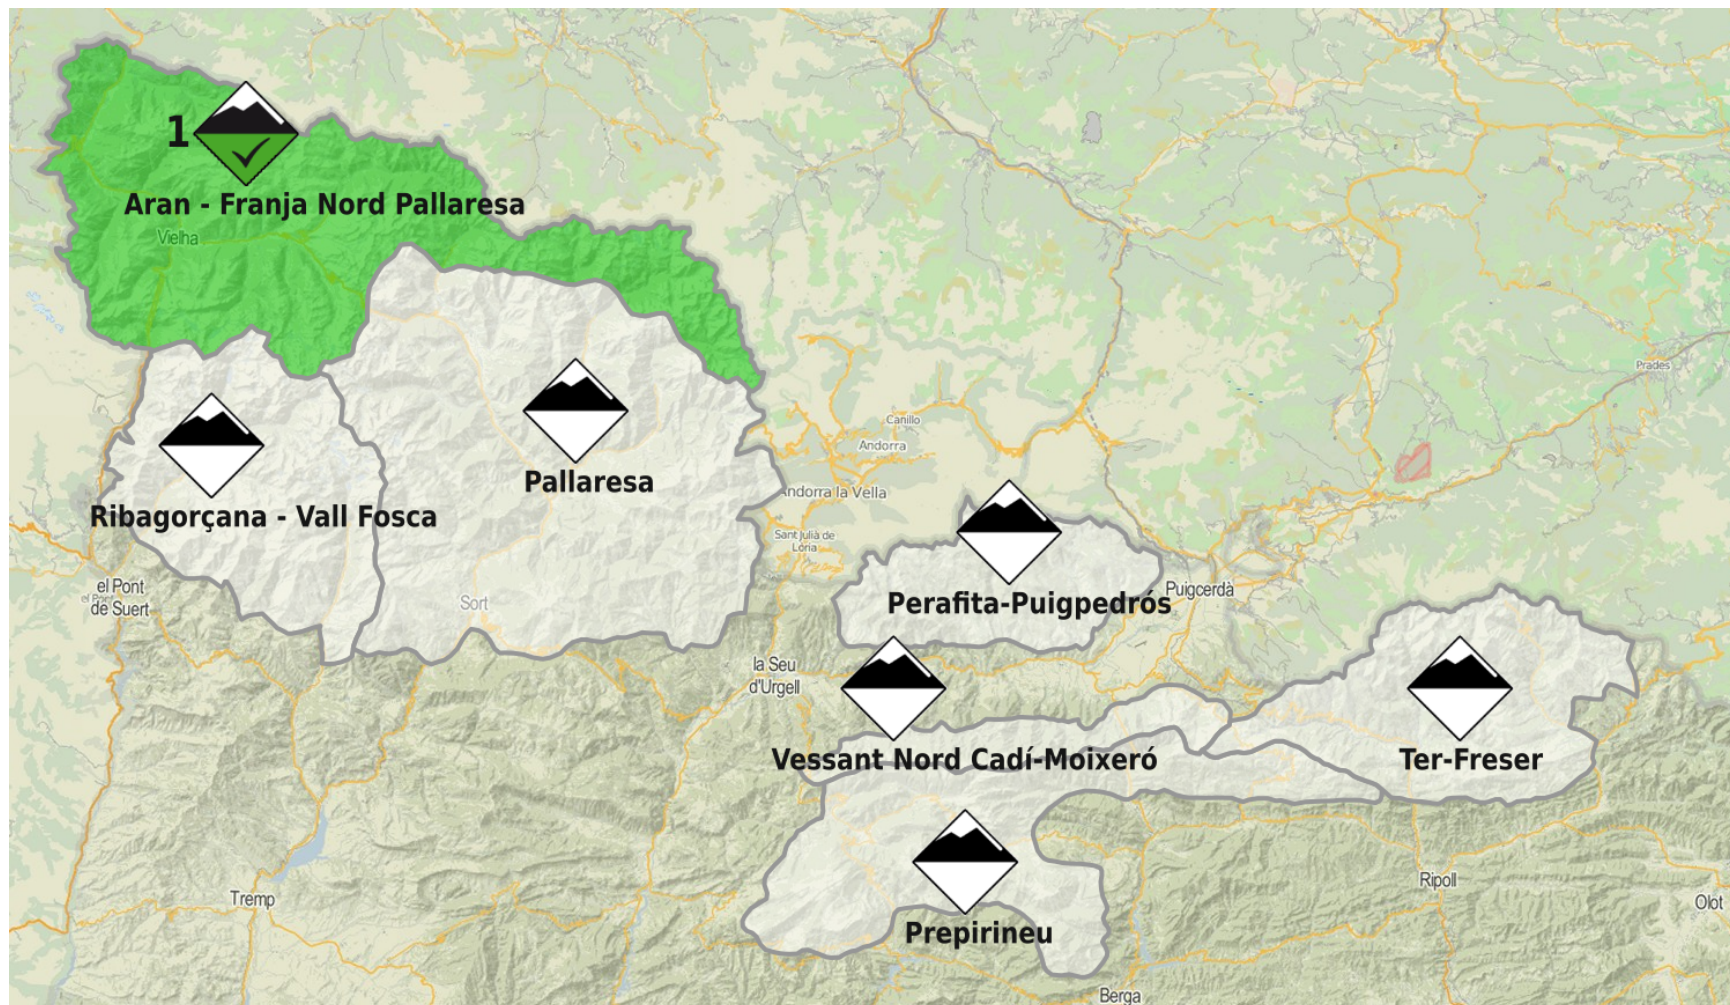 1
Aran - Franja Nord Pallaresa
Vielha
Prades
Canillo
Andorra
Pallaresa
Andorra la Vella
Ribagorçana - Vall Fosca
Sant Julià de
Lòria
el Pont
de Suert
Puigcerdà
Sort
Perafita-Puigpedrós
la Seu
d'Urgell
Vessant Nord Cadí-Moixeró
Ter-Freser
Ripoll
Tremp
Olot
Prepirineu
Berga